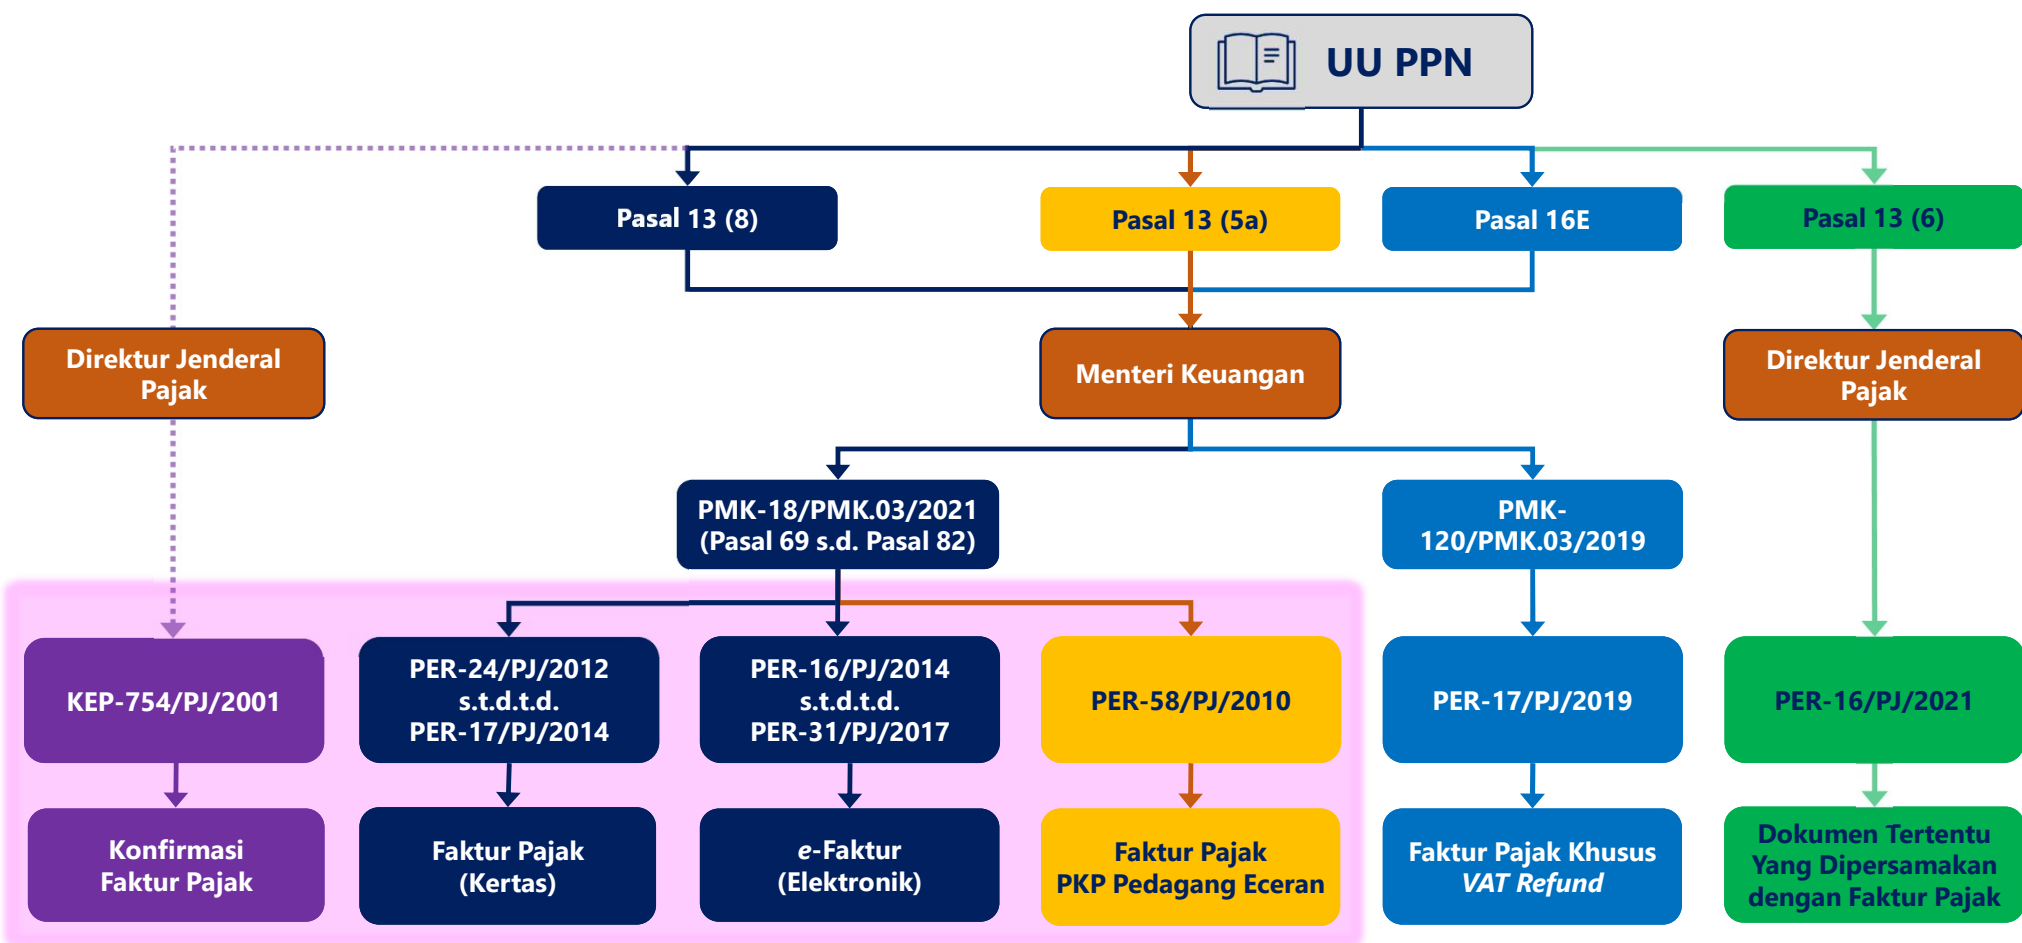 UU PPN
Pasal 13 (8)
Pasal 13 (5a)
Pasal 16E
Pasal 13 (6)
Direktur Jenderal
Pajak
Menteri Keuangan
Direktur Jenderal
Pajak
PMK-18/PMK.03/2021
(Pasal 69 s.d. Pasal 82)
PMK-
120/PMK.03/2019
KEP-754/PJ/2001
PER-24/PJ/2012
s.t.d.t.d.
PER-17/PJ/2014
PER-16/PJ/2014
s.t.d.t.d.
PER-31/PJ/2017
PER-58/PJ/2010
PER-17/PJ/2019
PER-16/PJ/2021
Konfirmasi
Faktur Pajak
Faktur Pajak
(Kertas)
e-Faktur
(Elektronik)
Faktur Pajak
PKP Pedagang Eceran
Faktur Pajak Khusus
VAT Refund
Dokumen Tertentu
Yang Dipersamakan
dengan Faktur Pajak